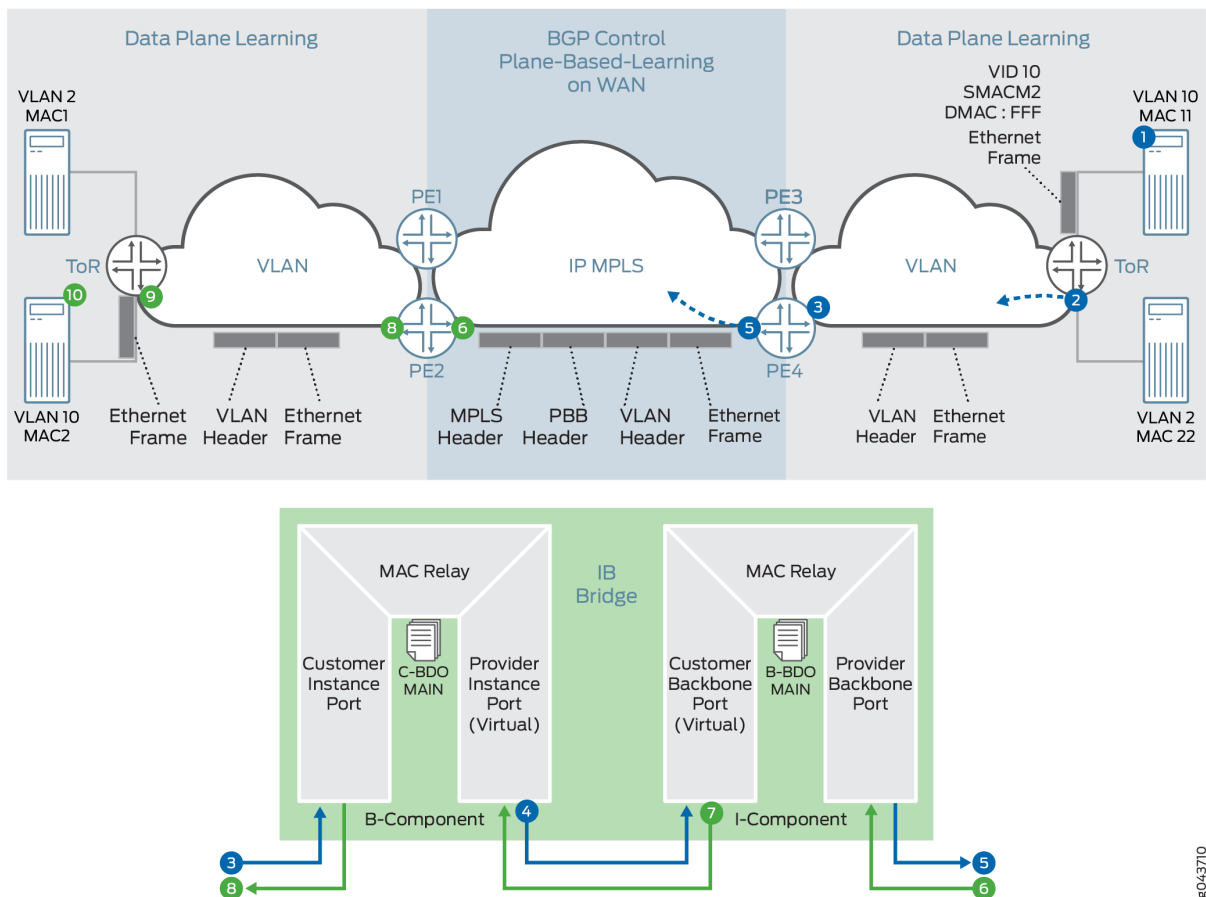 Data Plane Learning
BGP Control
Plane-Based-Learning
on WAN
Data Plane Learning
VLAN 2
MAC1
VID 10
SMACM2
DMAC : FFF
Ethernet
Frame
VLAN 10
MAC 11
1
PE1
PE3
ToR
VLAN
IP MPLS
VLAN
ToR
10
9
8
6
5
3
2
PE2
PE4
VLAN 10
MAC2
Ethernet
Frame
VLAN
Header
Ethernet
Frame
MPLS
Header
PBB
Header
VLAN
Header
Ethernet
Frame
VLAN
Header
Ethernet
Frame
VLAN 2
MAC 22
MAC Relay
IB
Bridge
MAC Relay
Customer
Instance
Port
C-BDO
MAIN
Provider
Instance
Port
(Virtual)
Customer
Backbone
Port
(Virtual)
B-BDO
MAIN
Provider
Backbone
Port
4
7
B-Component
I-Component
3
5
8
6
g043710